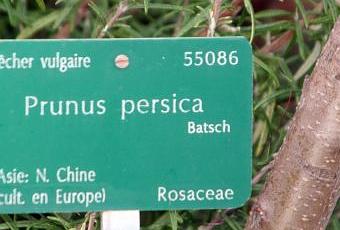 êcher vulgaire 55086
Prunus persica
Batsch
Asie: N. Chine
cult. en Europe) Rosaceae